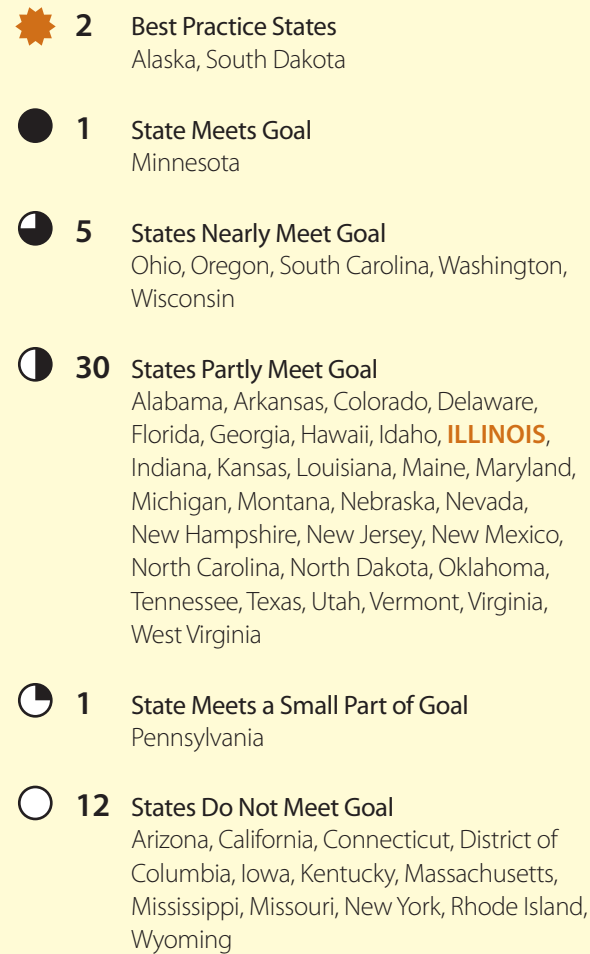 2 Best Practice States
Alaska, South Dakota
1 State Meets Goal
Minnesota
5 States Nearly Meet Goal
Ohio, Oregon, South Carolina, Washington,
Wisconsin
30 States Partly Meet Goal
Alabama, Arkansas, Colorado, Delaware,
Florida, Georgia, Hawaii, Idaho, ILLINOIS,
Indiana, Kansas, Louisiana, Maine, Maryland,
Michigan, Montana, Nebraska, Nevada,
New Hampshire, New Jersey, New Mexico,
North Carolina, North Dakota, Oklahoma,
Tennessee, Texas, Utah, Vermont, Virginia,
West Virginia
1 State Meets a Small Part of Goal
Pennsylvania
12 States Do Not Meet Goal
Arizona, California, Connecticut, District of
Columbia, Iowa, Kentucky, Massachusetts,
Mississippi, Missouri, New York, Rhode Island,
Wyoming